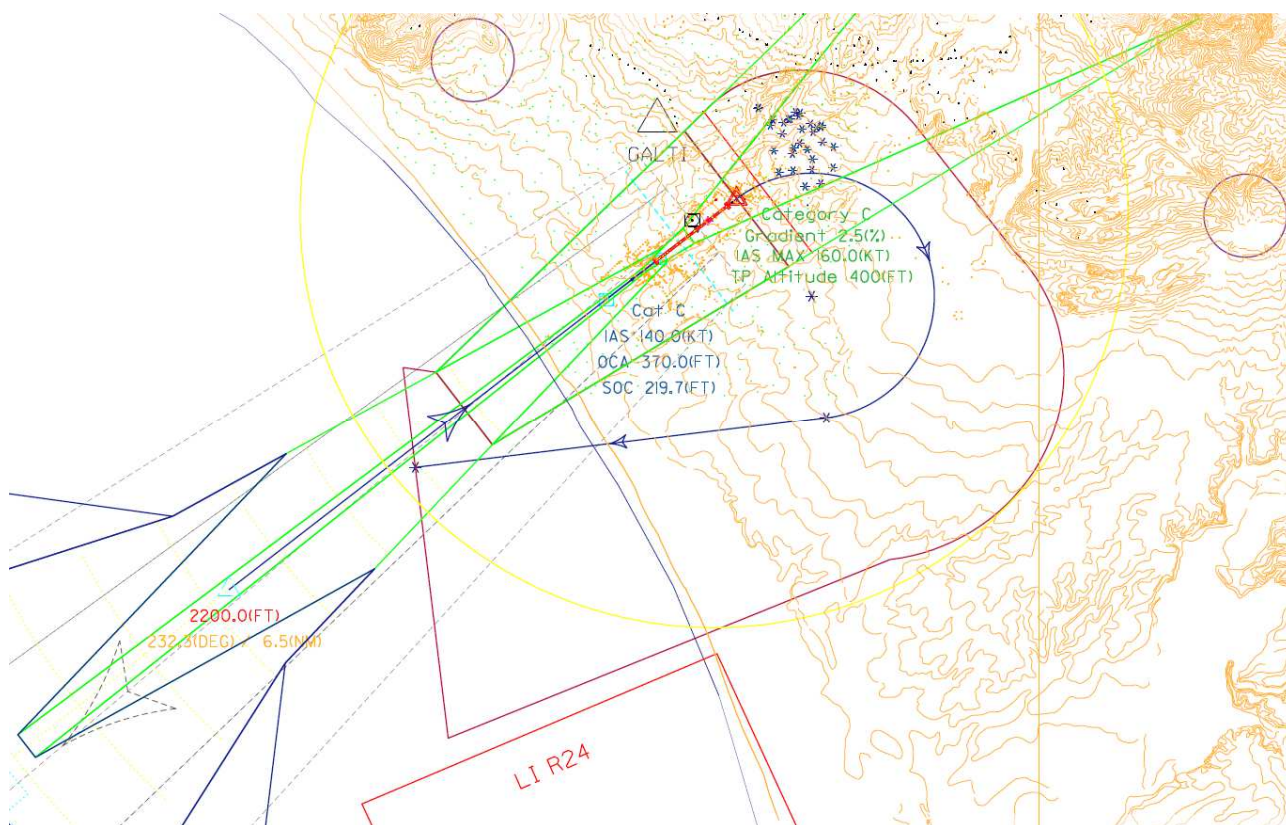 GALTI
Category C
Gradient 2.5(%)
IAS MAX 160.0(KT)
TP Altitude 400(FT)
Cat C
IAS 140.0(KT)
OCA 370.0(FT)
SOC 219.7(FT)
2200.0(FT)
232.3(DEG) / 6.5(NM)
LI R24